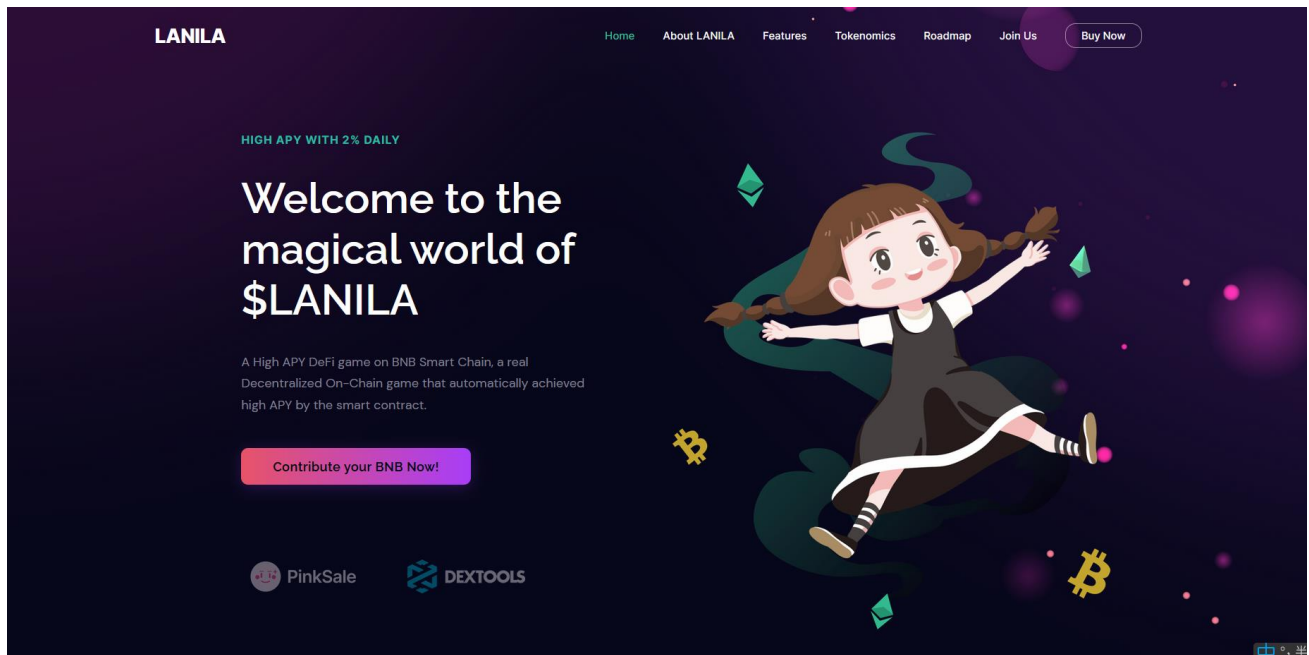 LANILA
Home About LANILA Features Tokenomics Roadmap Join Us Buy Now
HIGH APY WITH 2% DAILY
Welcome to the
magical world of
$LANILA
A High APY DeFi game on BNB Smart Chain, a real
Decentralized On-Chain game that automatically achieved
high APY by the smart contract.
Contribute your BNB Now!
PinkSale DEXTOOLS
中 °, 半